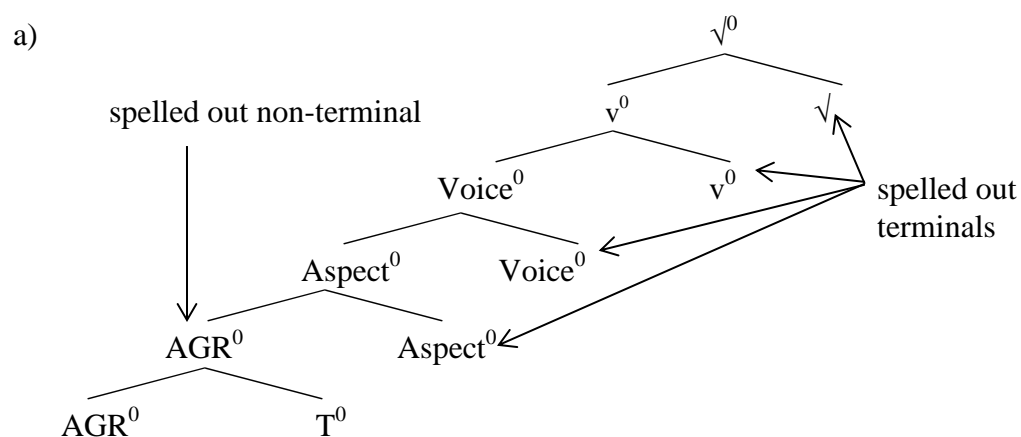 a)
√⁰
spelled out non-terminal
v⁰ √
Voice⁰ v⁰
spelled out
terminals
Aspect⁰ Voice⁰
AGR⁰ Aspect⁰
AGR⁰ T⁰